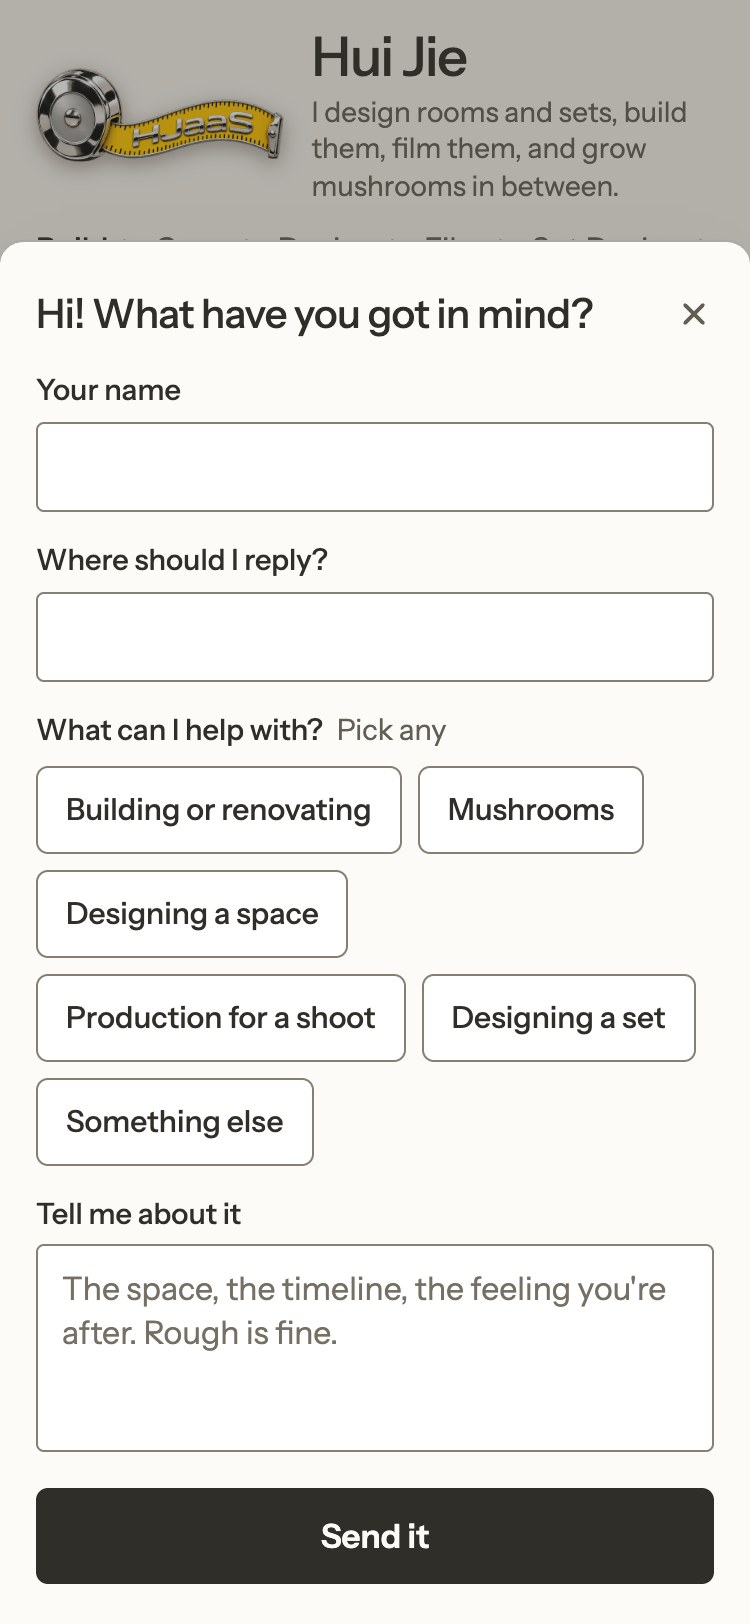 Hui Jie
I design rooms and sets, build
them, film them, and grow
mushrooms in between.
HJaaS
Hi! What have you got in mind?
Your name
Where should I reply?
What can I help with? Pick any
Building or renovating
Mushrooms
Designing a space
Production for a shoot
Designing a set
Something else
Tell me about it
The space, the timeline, the feeling you're
after. Rough is fine.
Send it